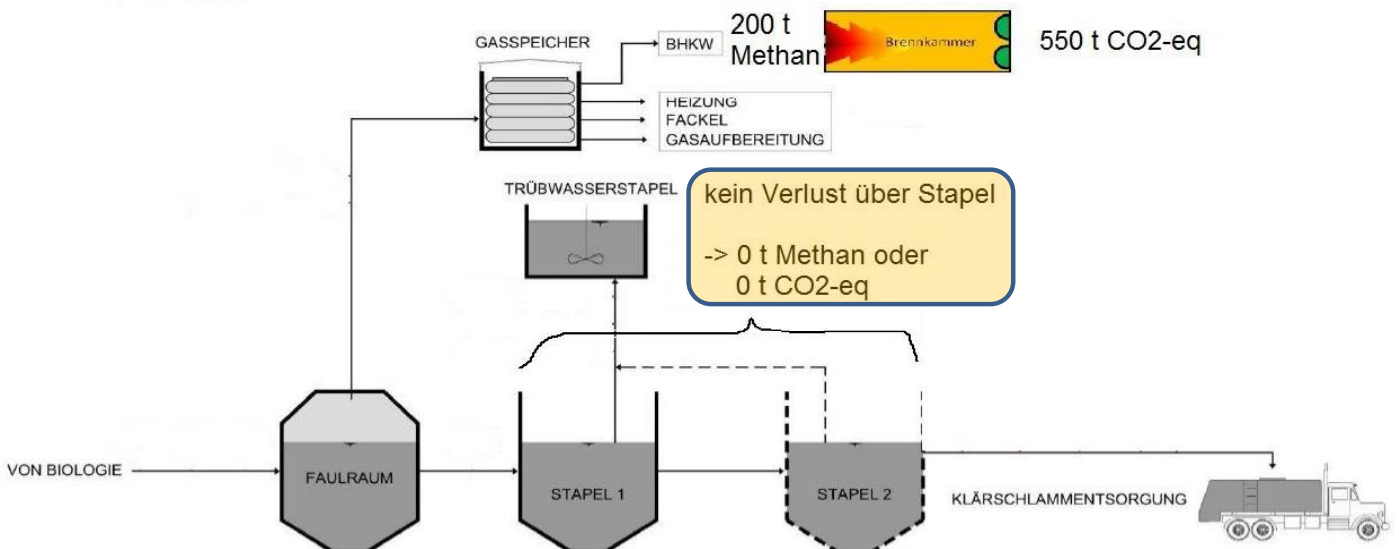 GASSPEICHER
BHKW
200 t
Methan
Brennkammer
550 t CO2-eq
HEIZUNG
FACKEL
GASAUFBEREITUNG
TRÜBWASSERSTAPEL
kein Verlust über Stapel
-> 0 t Methan oder
0 t CO2-eq
VON BIOLOGIE
FAULRAUM
STAPEL 1
STAPEL 2
KLÄRSCHLAMMENTSORGUNG